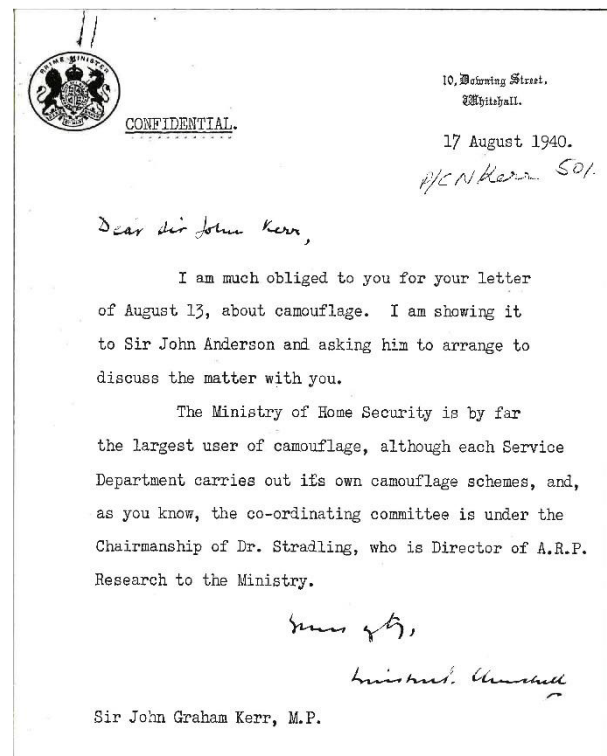 PRIME MINISTER
10, Downing Street,
Whitehall.
CONFIDENTIAL.
17 August 1940.
Kerr 501.
Dear Sir John Kerr,
I am much obliged to you for your letter
of August 13, about camouflage. I am showing it
to Sir John Anderson and asking him to arrange to
discuss the matter with you.
The Ministry of Home Security is by far
the largest user of camouflage, although each Service
Department carries out its own camouflage schemes, and,
as you know, the co-ordinating committee is under the
Chairmanship of Dr. Stradling, who is Director of A.R.P.
Research to the Ministry.
Winston S. Churchill
Sir John Graham Kerr, M.P.